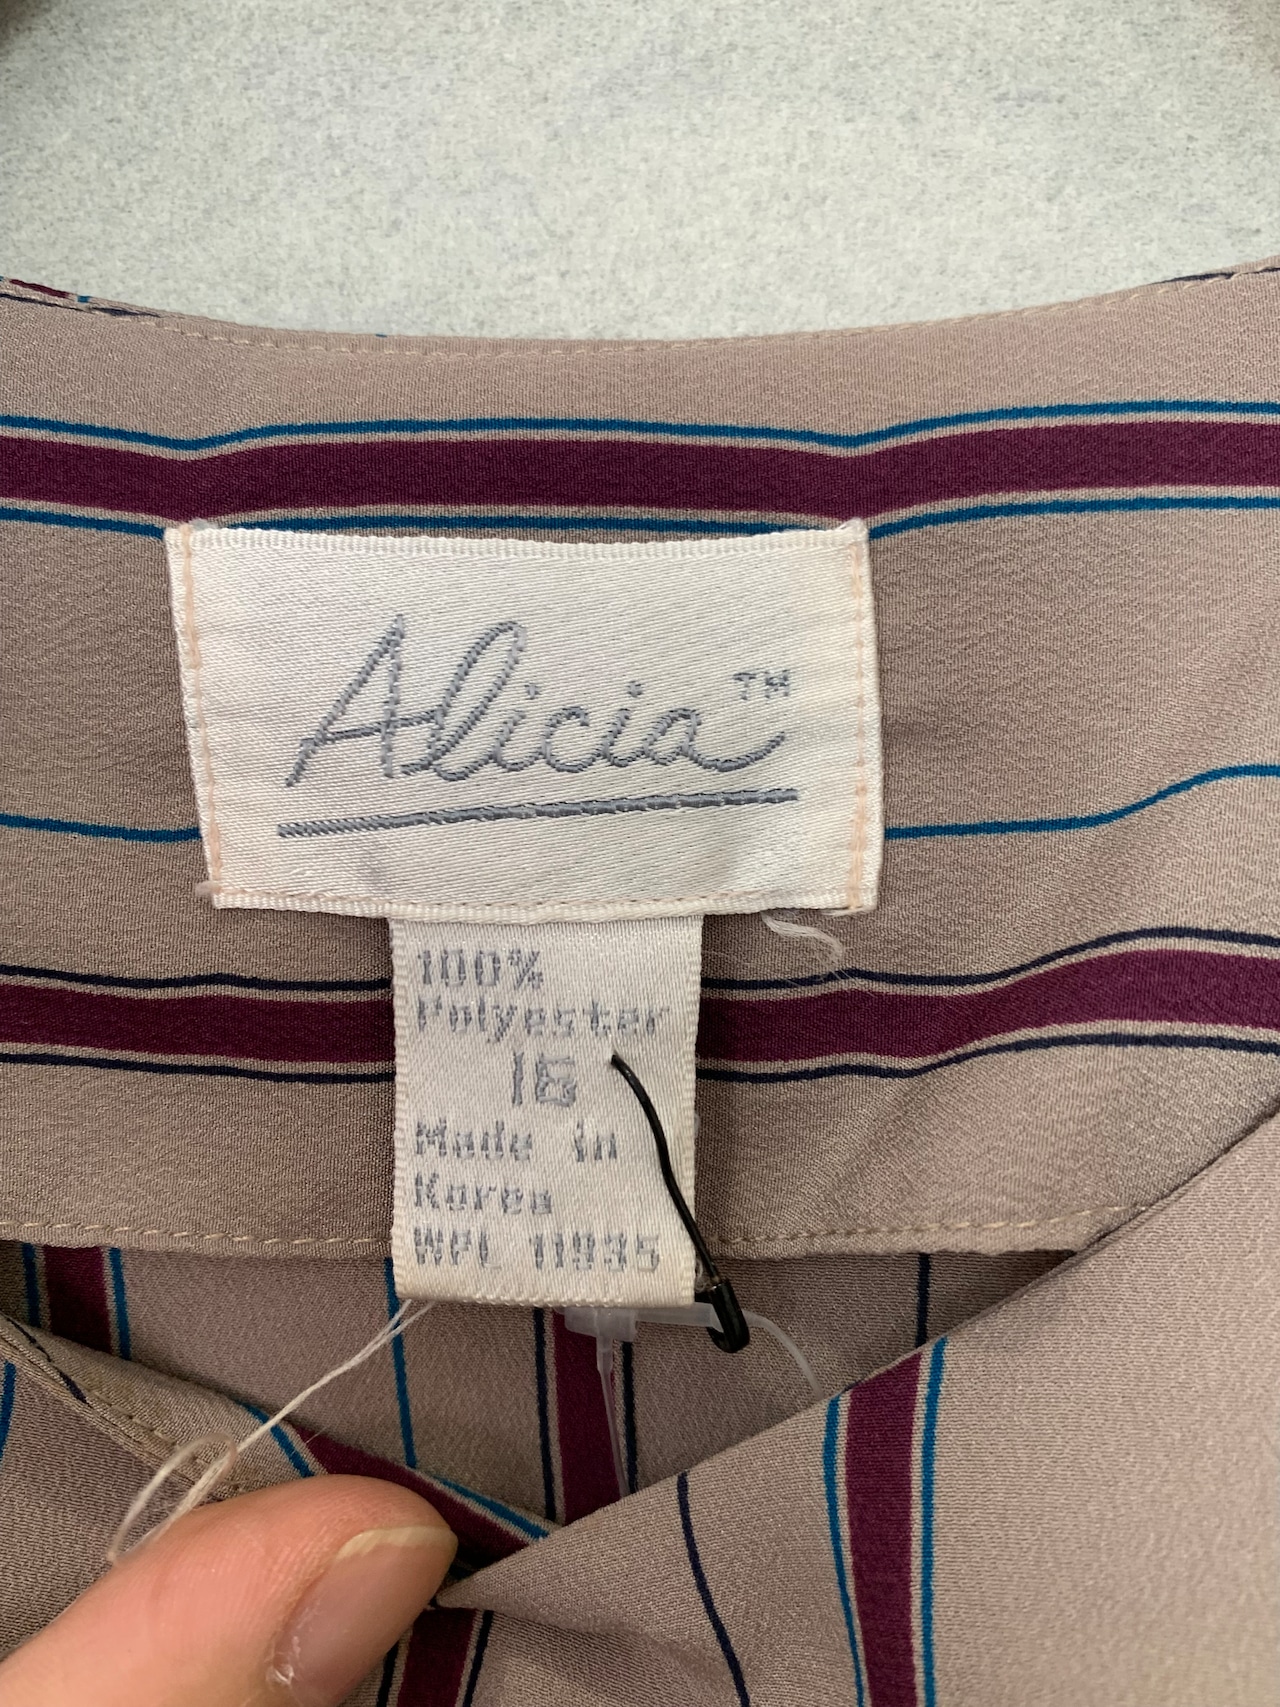 Alicia™
100%
Polyester
16
Made in
Korea
WPL 11935